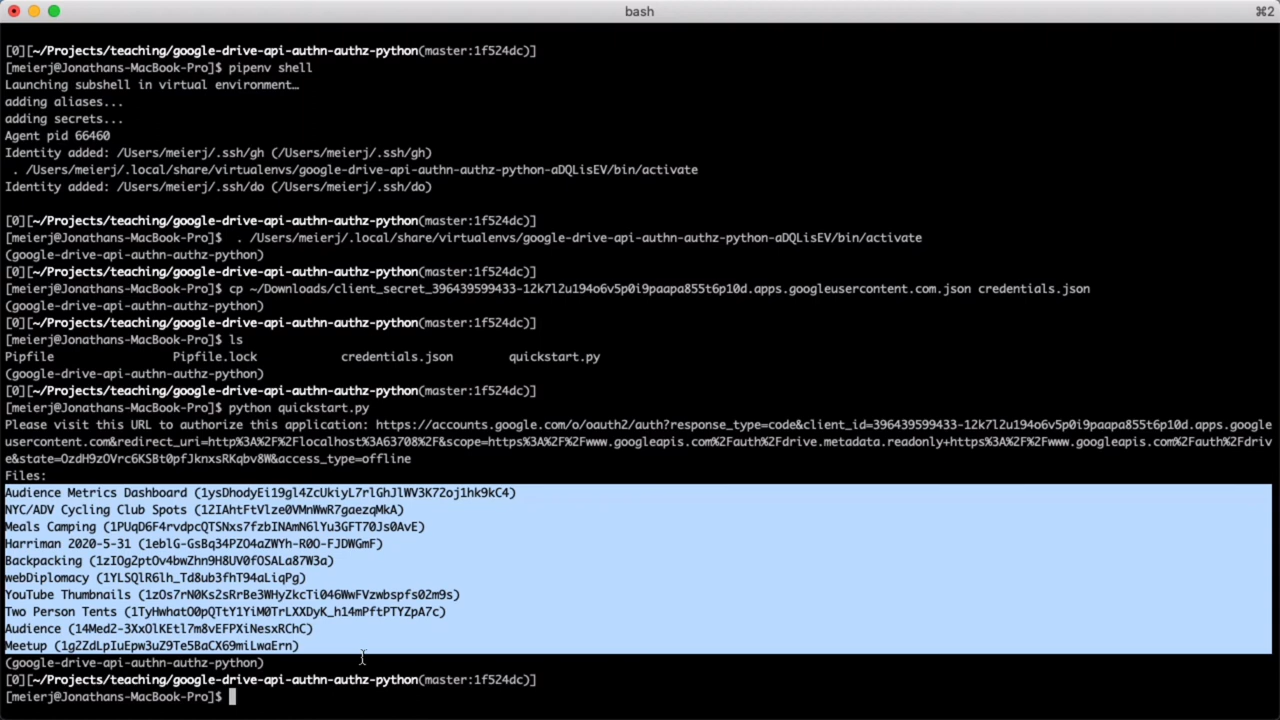 bash
⌘2
[0][~/Projects/teaching/google-drive-api-authn-authz-python(master:1f524dc)]
[meierj@Jonathans-MacBook-Pro]$ pipenv shell
Launching subshell in virtual environment…
adding aliases...
adding secrets...
Agent pid 66460
Identity added: /Users/meierj/.ssh/gh (/Users/meierj/.ssh/gh)
 . /Users/meierj/.local/share/virtualenvs/google-drive-api-authn-authz-python-aDQLisEV/bin/activate
Identity added: /Users/meierj/.ssh/do (/Users/meierj/.ssh/do)
[0][~/Projects/teaching/google-drive-api-authn-authz-python(master:1f524dc)]
[meierj@Jonathans-MacBook-Pro]$  . /Users/meierj/.local/share/virtualenvs/google-drive-api-authn-authz-python-aDQLisEV/bin/activate
(google-drive-api-authn-authz-python)
[0][~/Projects/teaching/google-drive-api-authn-authz-python(master:1f524dc)]
[meierj@Jonathans-MacBook-Pro]$ cp ~/Downloads/client_secret_396439599433-12k7l2u194o6v5p0i9paapa855t6p10d.apps.googleusercontent.com.json credentials.json
(google-drive-api-authn-authz-python)
[0][~/Projects/teaching/google-drive-api-authn-authz-python(master:1f524dc)]
[meierj@Jonathans-MacBook-Pro]$ ls
Pipfile Pipfile.lock credentials.json quickstart.py
(google-drive-api-authn-authz-python)
[0][~/Projects/teaching/google-drive-api-authn-authz-python(master:1f524dc)]
[meierj@Jonathans-MacBook-Pro]$ python quickstart.py
Please visit this URL to authorize this application: https://accounts.google.com/o/oauth2/auth?response_type=code&client_id=396439599433-12k7l2u194o6v5p0i9paapa855t6p10d.apps.google
usercontent.com&redirect_uri=http%3A%2F%2Flocalhost%3A63708%2F&scope=https%3A%2F%2Fwww.googleapis.com%2Fauth%2Fdrive.metadata.readonly+https%3A%2F%2Fwww.googleapis.com%2Fauth%2Fdriv
e&state=OzdH9zOVrc6KSBt0pfJknxsRKqbv8W&access_type=offline
Files:
Audience Metrics Dashboard (1ysDhodyEi19gl4ZcUkiyL7rlGhJlWV3K72oj1hk9kC4)
NYC/ADV Cycling Club Spots (12IAhtFtVlze0VMnWwR7gaezqMkA)
Meals Camping (1PUqD6F4rvdpcQTSNxs7fzbINAmN6lYu3GFT70Js0AvE)
Harriman 2020-5-31 (1eblG-GsBq34PZO4aZWYh-R0O-FJDWGmF)
Backpacking (1zIOg2ptOv4bwZhn9H8UV0fOSALa87W3a)
webDiplomacy (1YLSQlR6lh_Td8ub3fhT94aLiqPg)
YouTube Thumbnails (1zOs7rN0Ks2sRrBe3WHyZkcTi046WwFVzwbspfs02m9s)
Two Person Tents (1TyHwhatO0pQTtY1YiM0TrLXXDyK_h14mPftPTYZpA7c)
Audience (14Med2-3XxOlKEtl7m8vEFPXiNesxRChC)
Meetup (1g2ZdLpIuEpw3uZ9Te5BaCX69miLwaErn)
(google-drive-api-authn-authz-python)
[0][~/Projects/teaching/google-drive-api-authn-authz-python(master:1f524dc)]
[meierj@Jonathans-MacBook-Pro]$